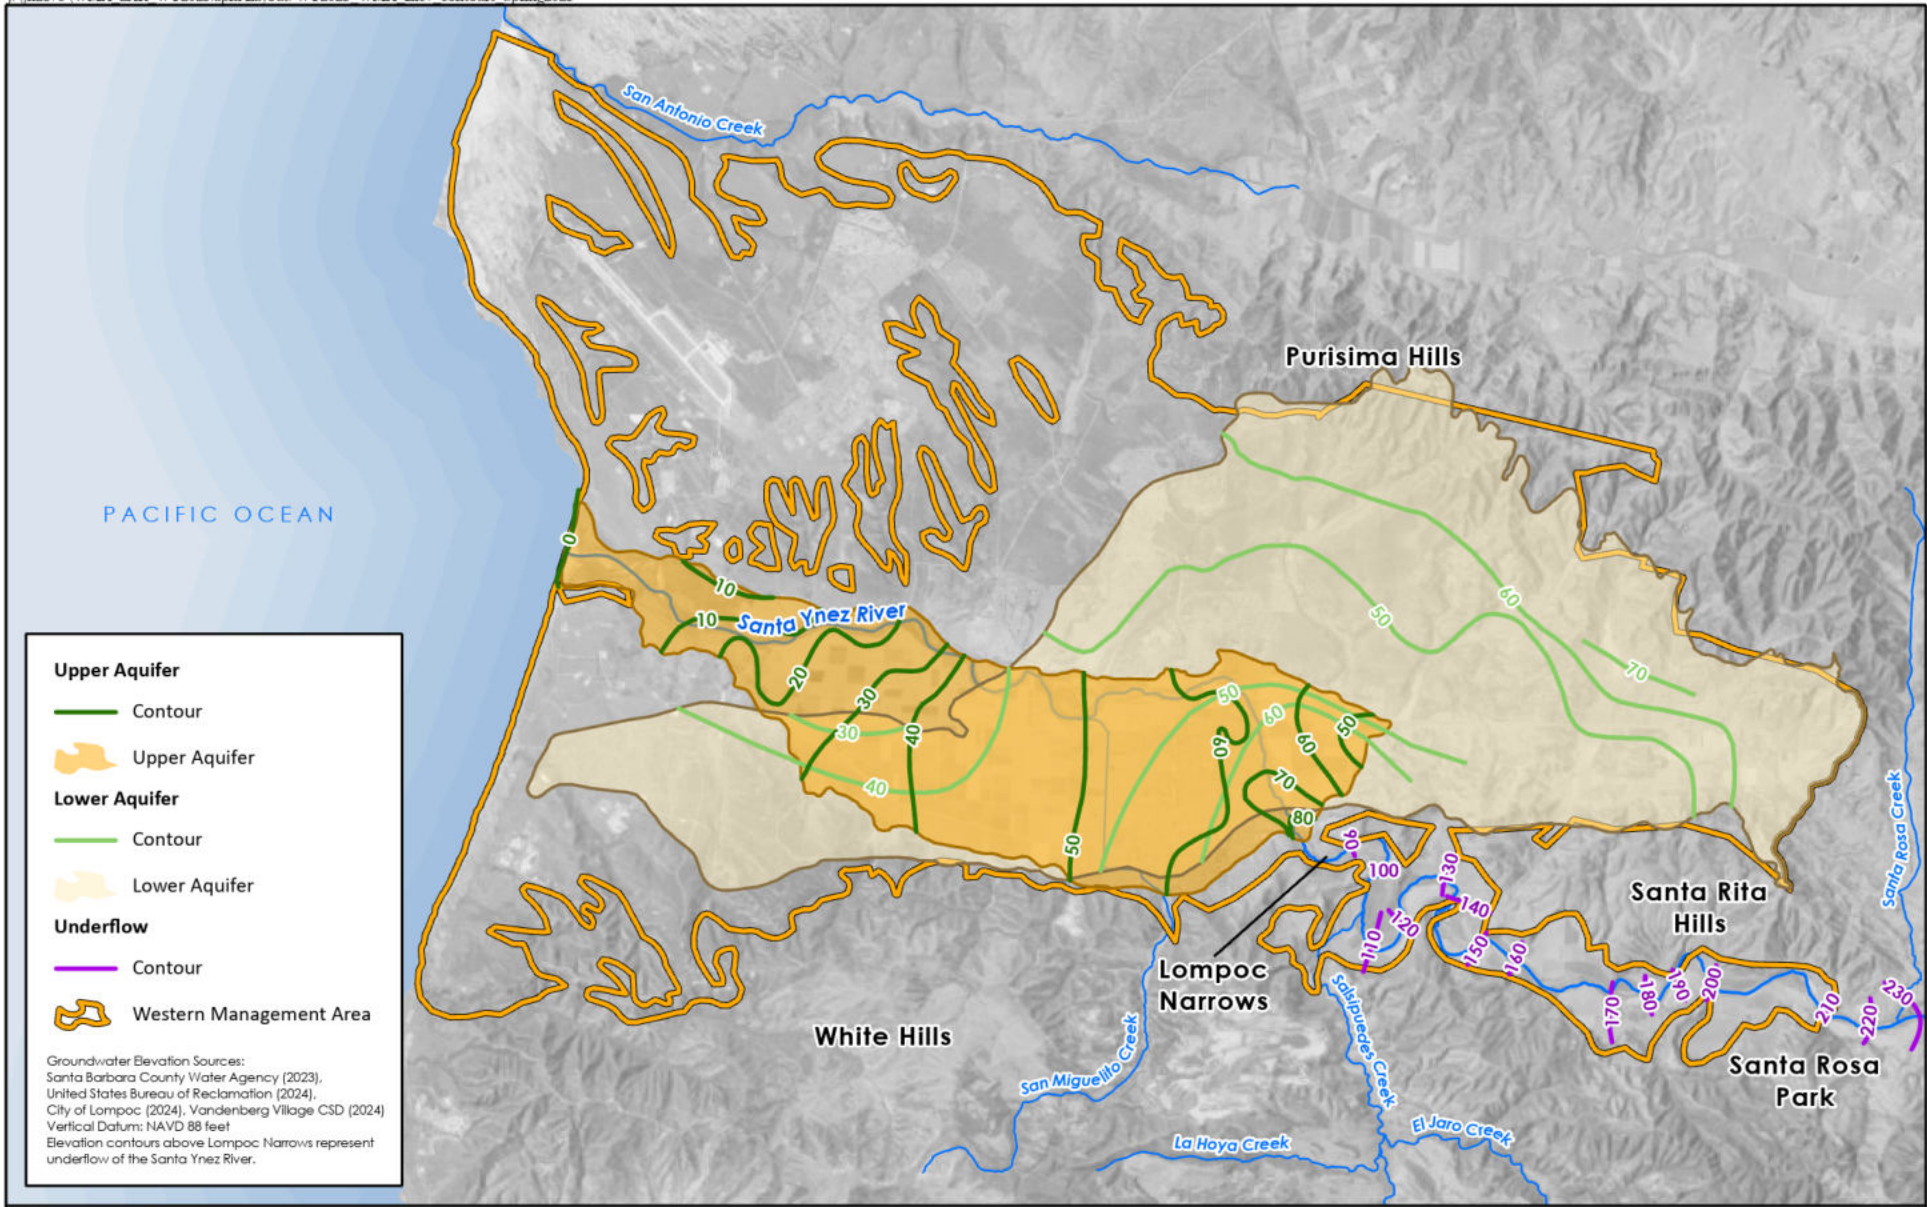 San Antonio Creek
Purisima Hills
PACIFIC OCEAN
0
10
10
Santa Ynez River
20
30
30
40
40
50
50
60
60
60
50
70
80
50
60
70
90
100
110
120
130
140
150
160
170
180
190
200
210
220
230
Santa Rosa Creek
Santa Rita
Hills
Lompoc
Narrows
White Hills
San Miguelito Creek
Salsipuedes Creek
La Hoya Creek
El Jaro Creek
Santa Rosa
Park
Upper Aquifer
Contour
Upper Aquifer
Lower Aquifer
Contour
Lower Aquifer
Underflow
Contour
Western Management Area
Groundwater Elevation Sources:
Santa Barbara County Water Agency (2023),
United States Bureau of Reclamation (2024),
City of Lompoc (2024), Vandenberg Village CSD (2024)
Vertical Datum: NAVD 88 feet
Elevation contours above Lompoc Narrows represent
underflow of the Santa Ynez River.